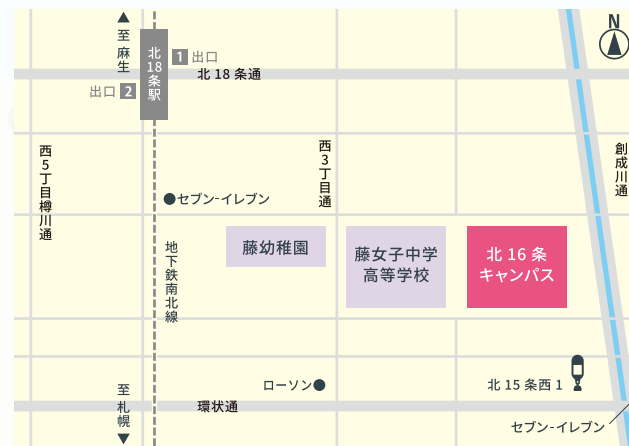 ▲
至麻生
N
北18条駅
1 出口
北 18 条通
出口 2
西5丁目樽川通
西3丁目通
創成川通
セブン-イレブン
地下鉄南北線
藤幼稚園
藤女子中学
高等学校
北 16 条
キャンパス
至札幌
▼
ローソン
北 15 条西 1
環状通
セブン-イレブン